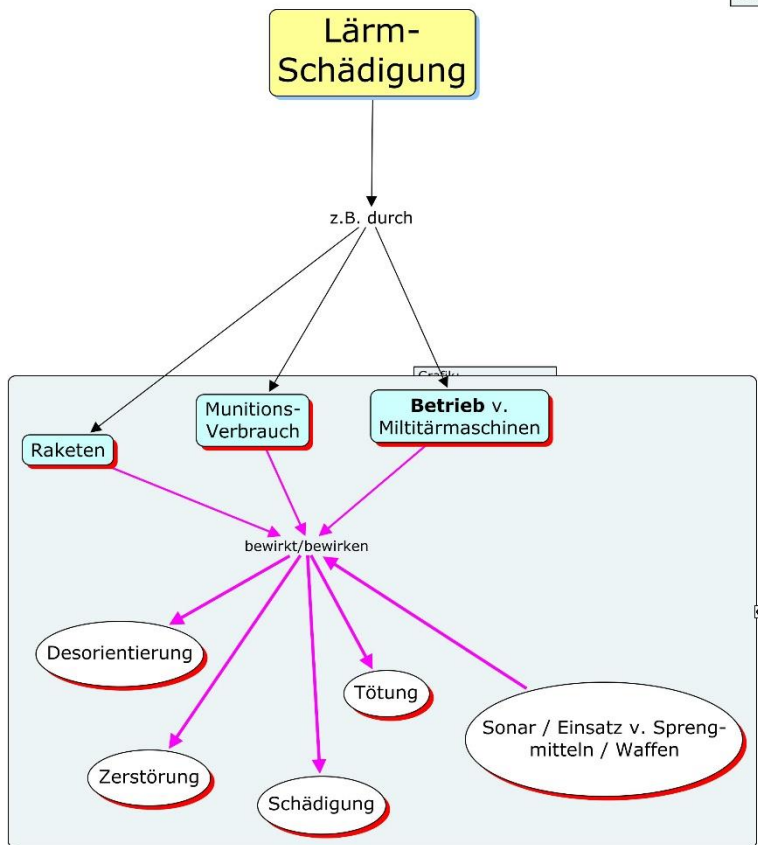 Lärm-
Schädigung
z.B. durch
Munitions-
Verbrauch
Betrieb v.
Miltitärmaschinen
Raketen
bewirkt/bewirken
Desorientierung
Tötung
Sonar / Einsatz v. Spreng-
mitteln / Waffen
Zerstörung
Schädigung